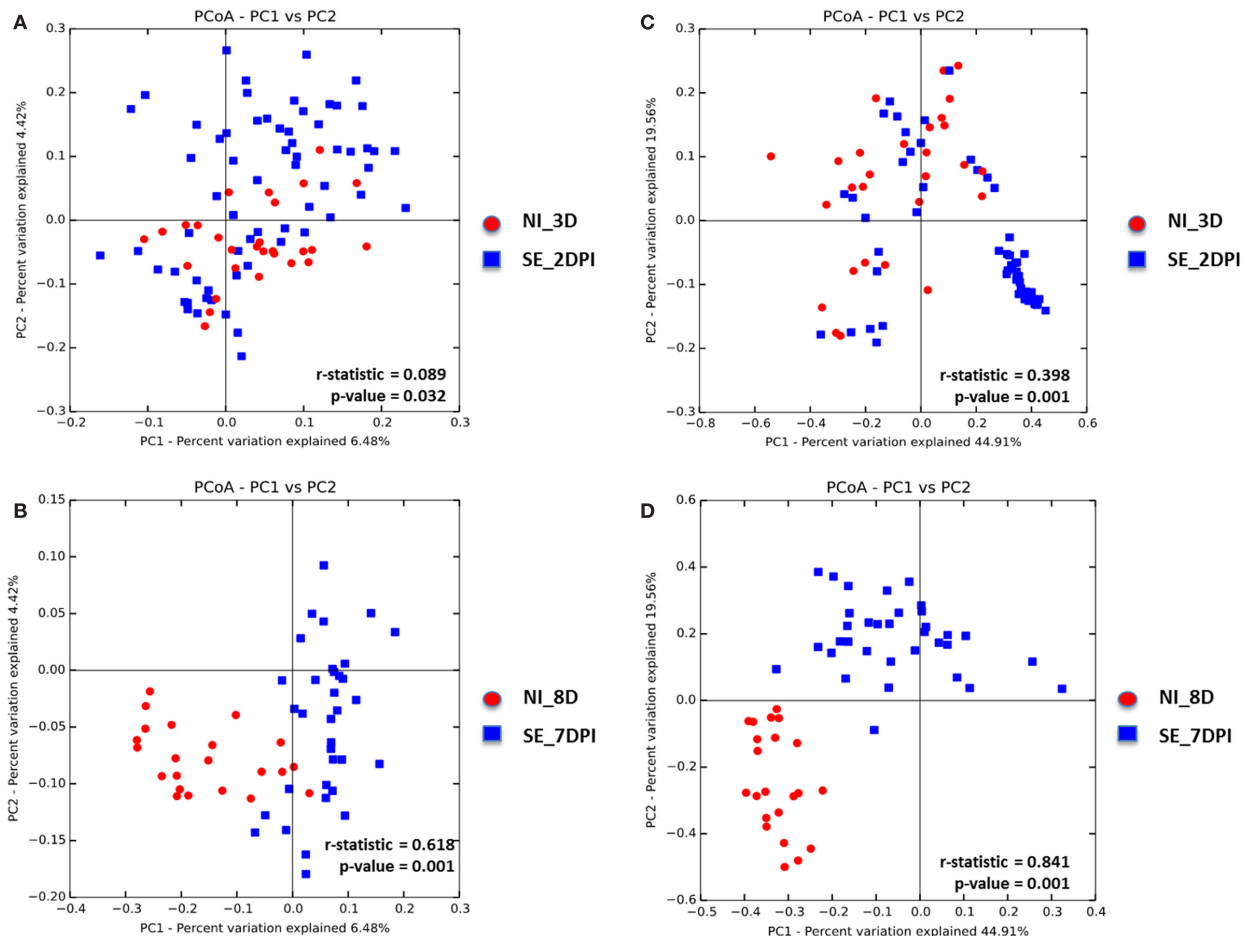 A
PCoA - PC1 vs PC2
0.3
0.2
0.1
0.0
−0.1
−0.2
−0.3
PC2 - Percent variation explained 4.42%
−0.2
−0.1
0.0
0.1
0.2
0.3
PC1 - Percent variation explained 6.48%
r-statistic = 0.089
p-value = 0.032
NI_3D
SE_2DPI
C
PCoA - PC1 vs PC2
0.3
0.2
0.1
0.0
−0.1
−0.2
−0.3
PC2 - Percent variation explained 19.56%
−0.8
−0.6
−0.4
−0.2
0.0
0.2
0.4
0.6
PC1 - Percent variation explained 44.91%
r-statistic = 0.398
p-value = 0.001
NI_3D
SE_2DPI
B
PCoA - PC1 vs PC2
0.15
0.10
0.05
0.00
−0.05
−0.10
−0.15
−0.20
PC2 - Percent variation explained 4.42%
−0.4
−0.3
−0.2
−0.1
0.0
0.1
0.2
0.3
PC1 - Percent variation explained 6.48%
r-statistic = 0.618
p-value = 0.001
NI_8D
SE_7DPI
D
PCoA - PC1 vs PC2
0.6
0.4
0.2
0.0
−0.2
−0.4
−0.6
PC2 - Percent variation explained 19.56%
−0.5
−0.4
−0.3
−0.2
−0.1
0.0
0.1
0.2
0.3
0.4
PC1 - Percent variation explained 44.91%
r-statistic = 0.841
p-value = 0.001
NI_8D
SE_7DPI